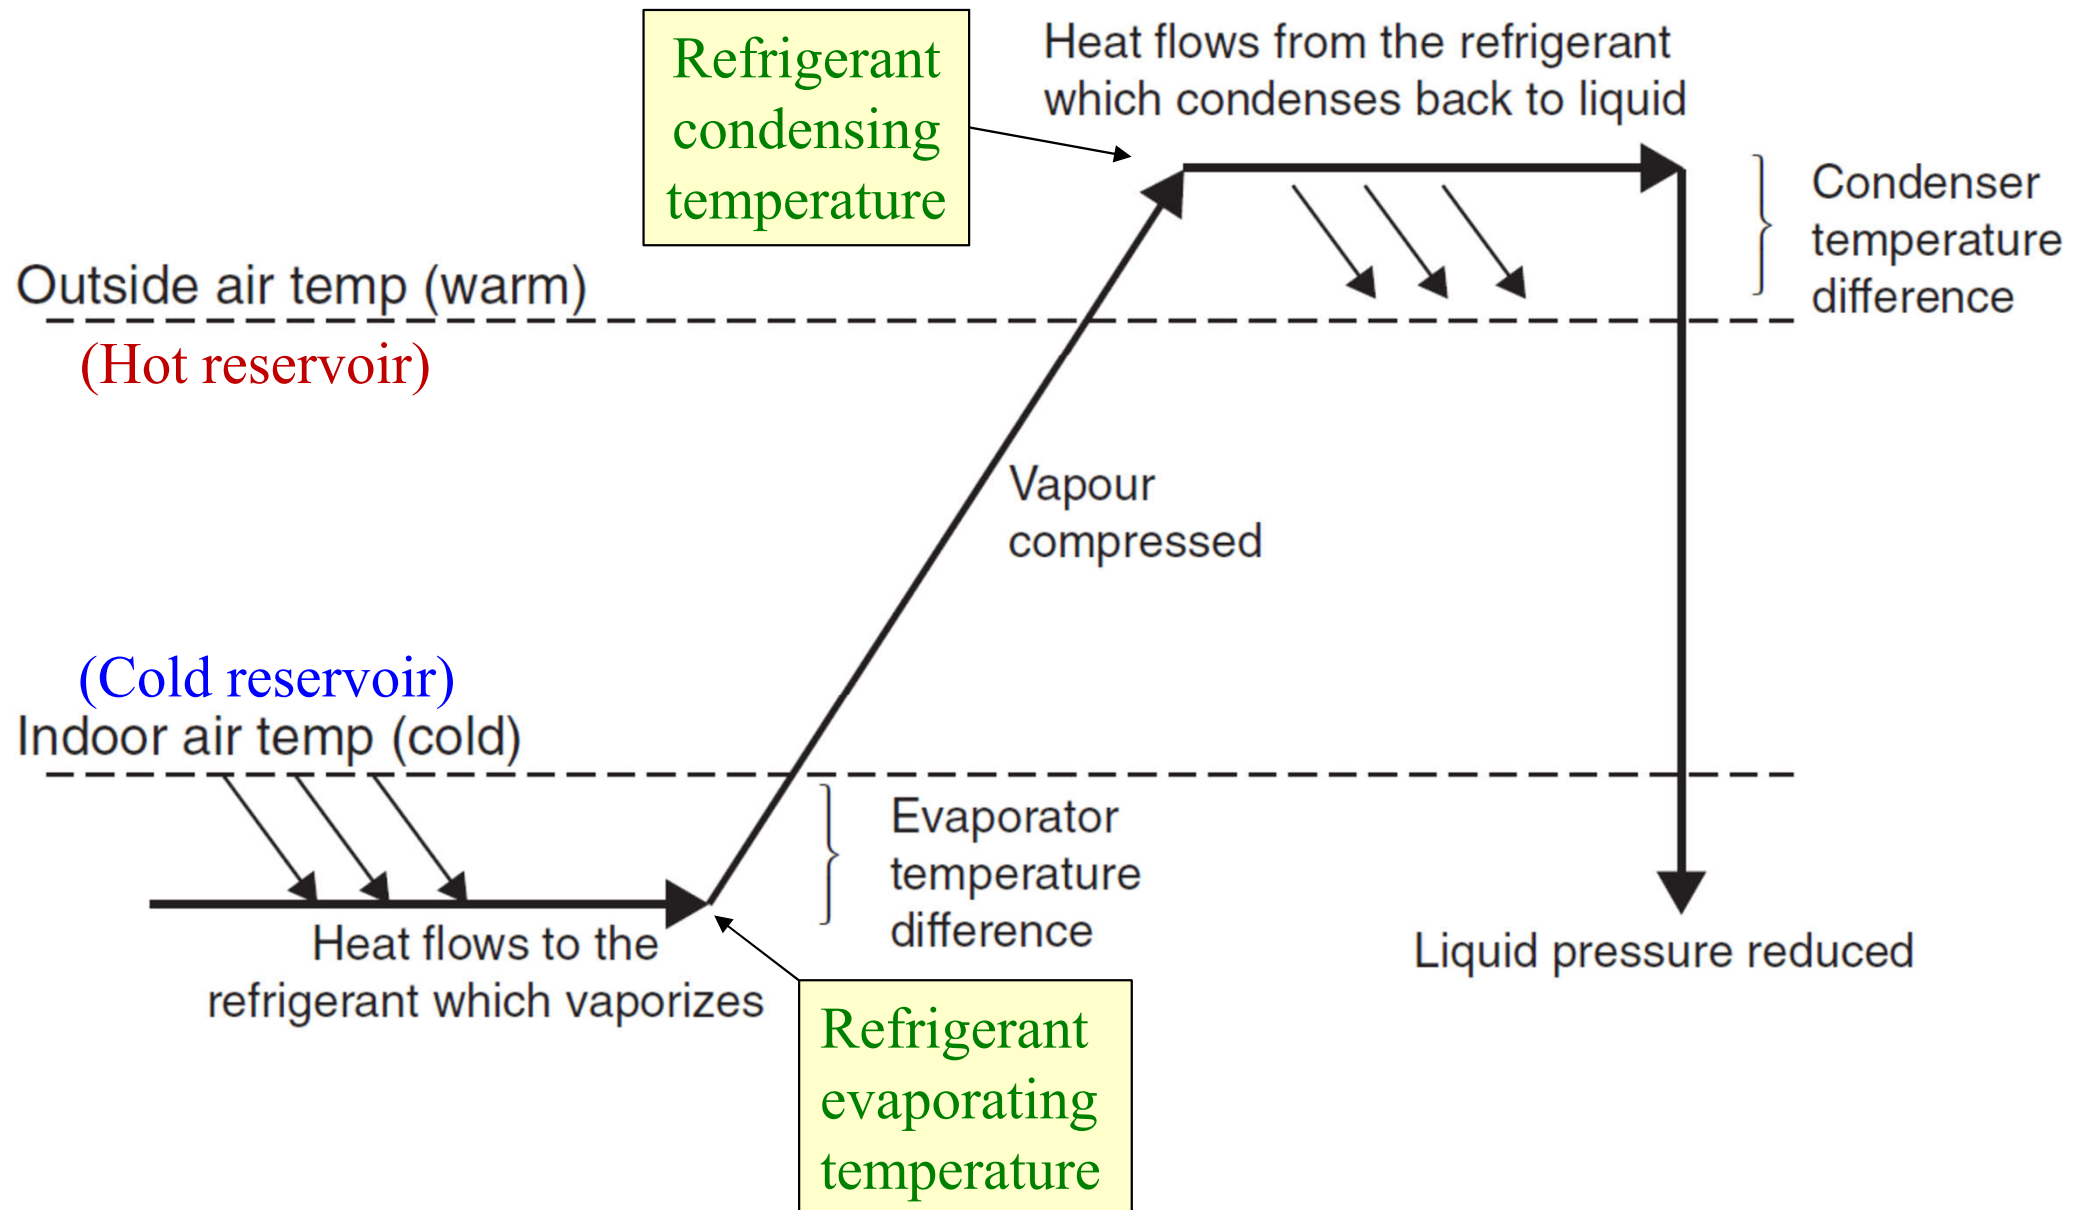 Refrigerant
condensing
temperature
Heat flows from the refrigerant
which condenses back to liquid
Condenser
temperature
difference
Outside air temp (warm)
(Hot reservoir)
Vapour
compressed
(Cold reservoir)
Indoor air temp (cold)
Evaporator
temperature
difference
Heat flows to the
refrigerant which vaporizes
Liquid pressure reduced
Refrigerant
evaporating
temperature